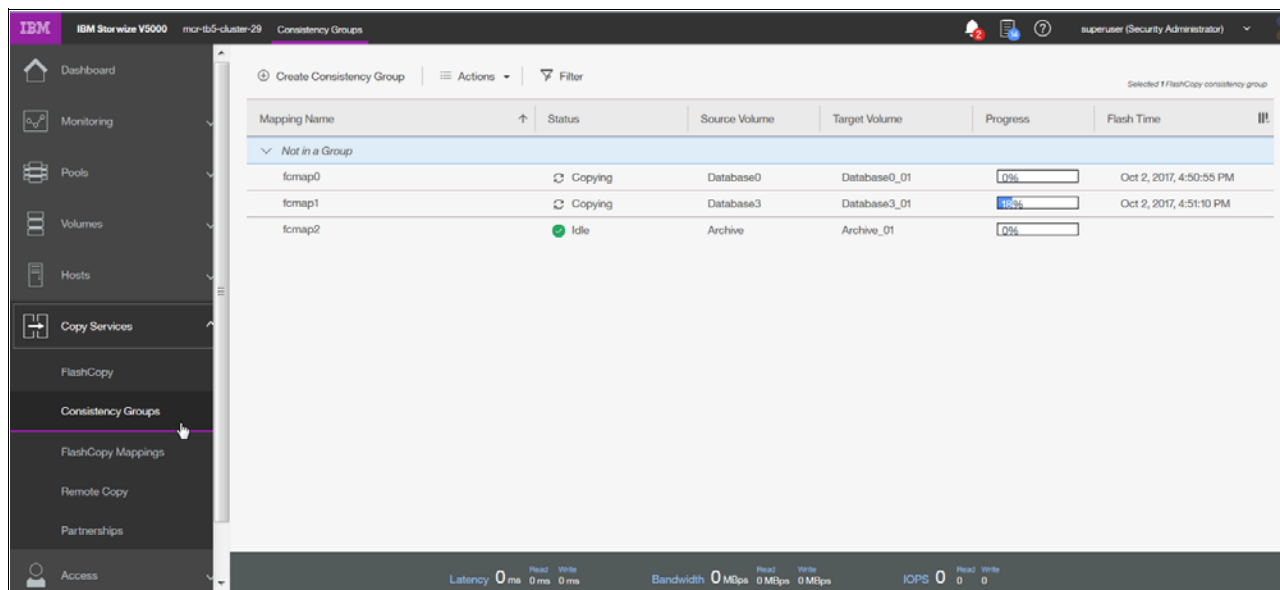 IBM IBM Storwize V5000 mcr-tb5-cluster-29 Consistency Groups 2 14 superuser (Security Administrator)
Dashboard
Monitoring
Pools
Volumes
Hosts
Copy Services
FlashCopy
Consistency Groups
FlashCopy Mappings
Remote Copy
Partnerships
Access
Create Consistency Group Actions Filter
Selected 1 FlashCopy consistency group
Mapping Name Status Source Volume Target Volume Progress Flash Time
Not in a Group
fcmap0 Copying Database0 Database0_01 0% Oct 2, 2017, 4:50:55 PM
fcmap1 Copying Database3 Database3_01 18% Oct 2, 2017, 4:51:10 PM
fcmap2 Idle Archive Archive_01 0%
Read Write Read Write Read Write
Latency 0 ms 0 ms 0 ms Bandwidth 0 MBps 0 MBps 0 MBps IOPS 0 0 0